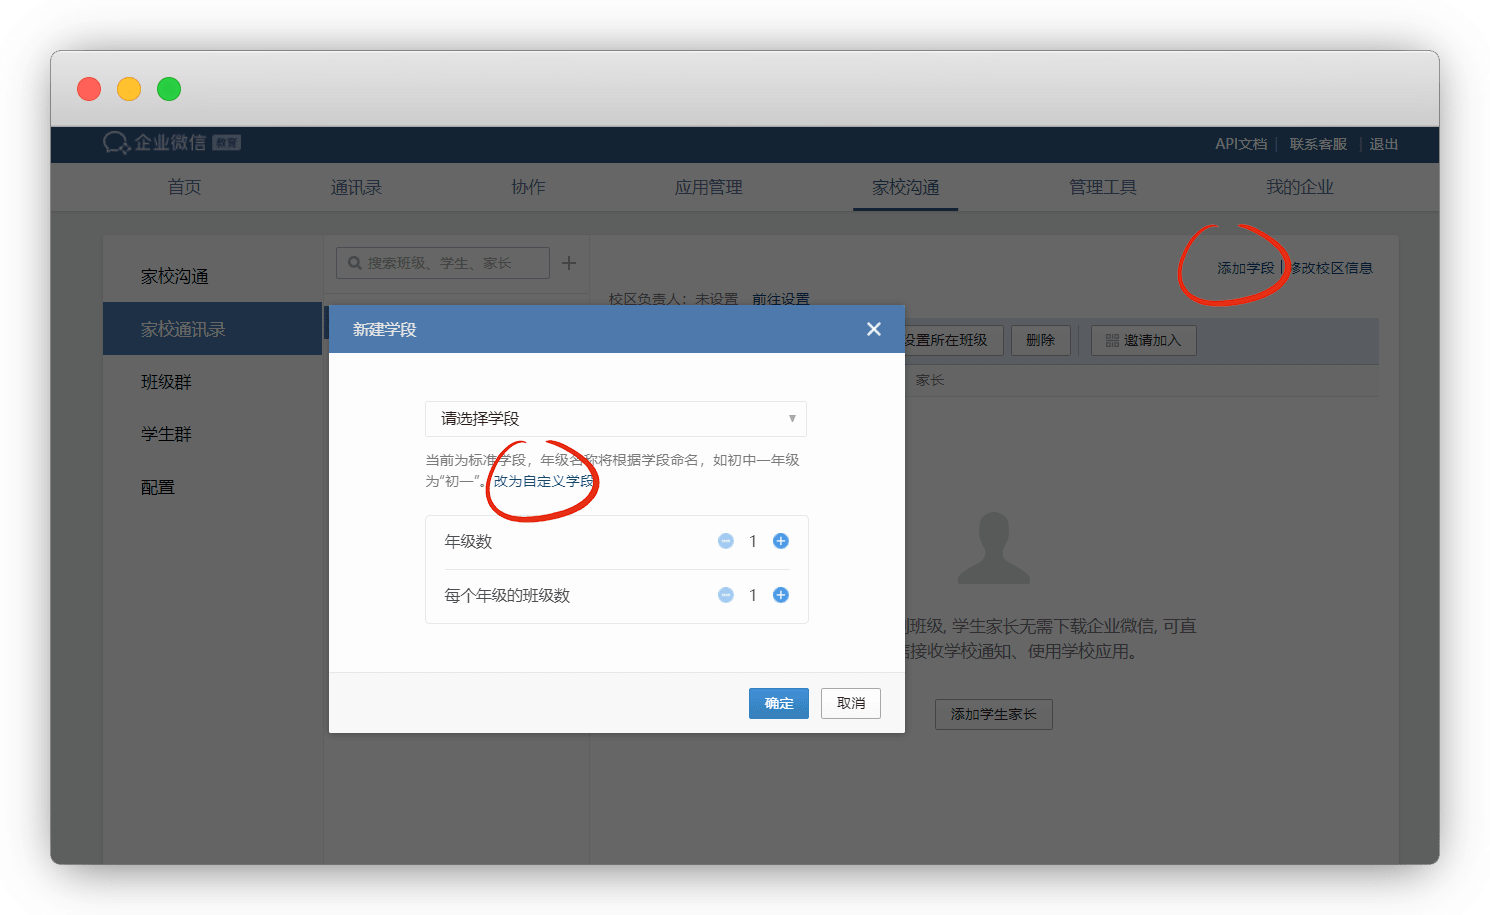 企业微信 教育
API文档 | 联系客服 | 退出
首页 通讯录 协作 应用管理 家校沟通 管理工具 我的企业
家校沟通
家校通讯录
班级群
学生群
配置
搜索班级、学生、家长 +
添加学段 | 修改校区信息
校区负责人：未设置 前往设置
设置所在班级 删除 邀请加入
家长
新建学段
请选择学段
当前为标准学段，年级名称将根据学段命名，如初中一年级
为“初一”。改为自定义学段
年级数 1
每个年级的班级数 1
确定 取消
班级, 学生家长无需下载企业微信, 可直
接收学校通知、使用学校应用。
添加学生家长